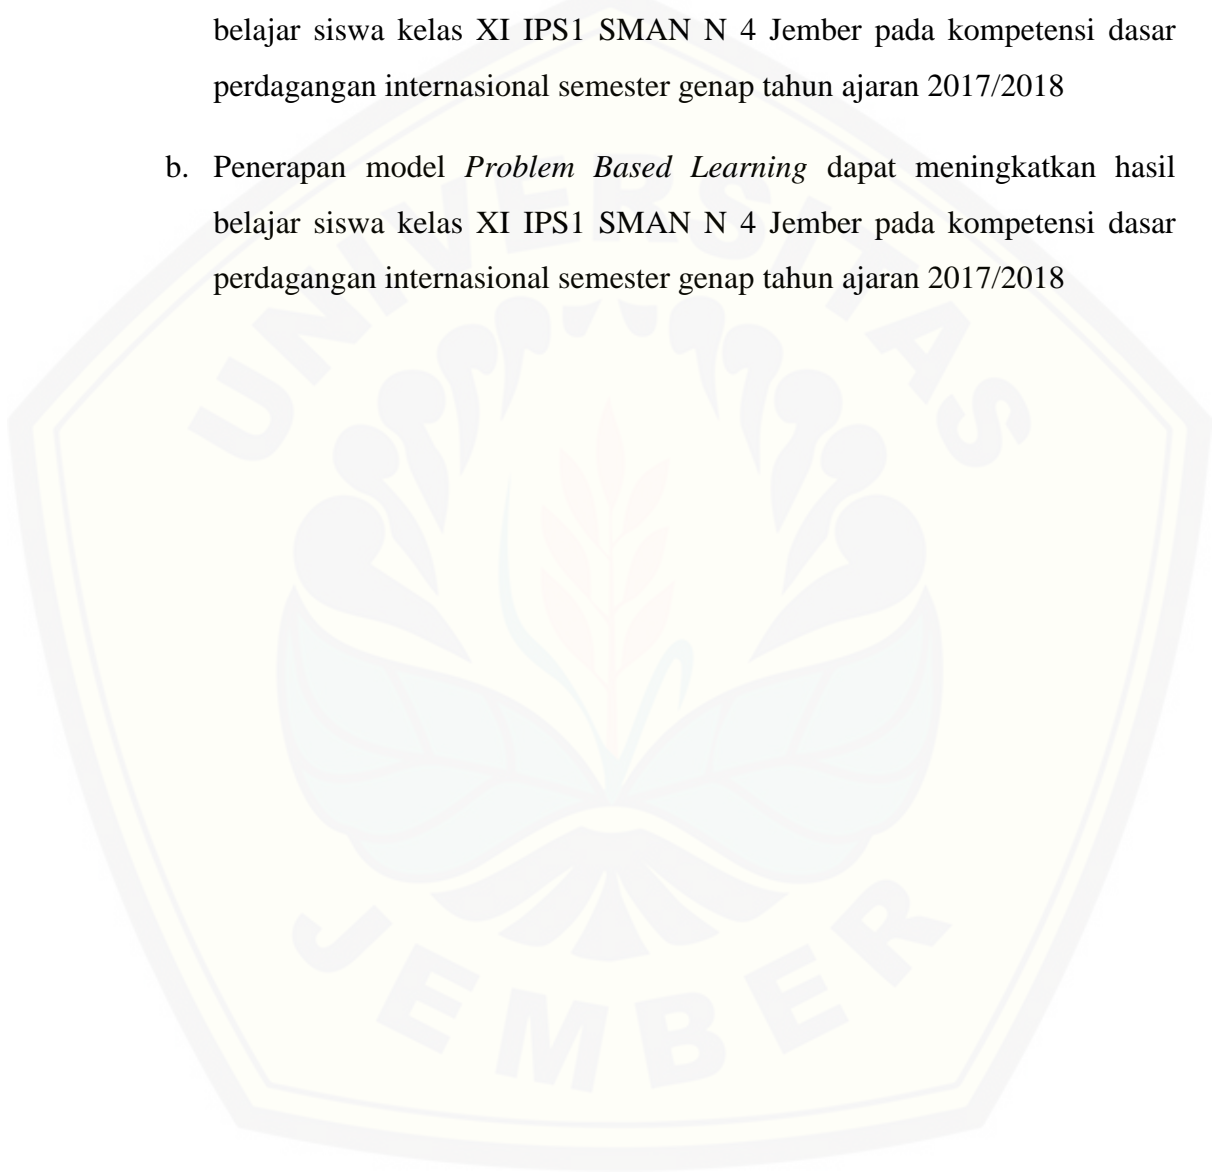 belajar siswa kelas XI IPS1 SMAN N 4 Jember pada kompetensi dasar
perdagangan internasional semester genap tahun ajaran 2017/2018
b. Penerapan model Problem Based Learning dapat meningkatkan hasil
belajar siswa kelas XI IPS1 SMAN N 4 Jember pada kompetensi dasar
perdagangan internasional semester genap tahun ajaran 2017/2018
UNIVERSITAS
JEMBER